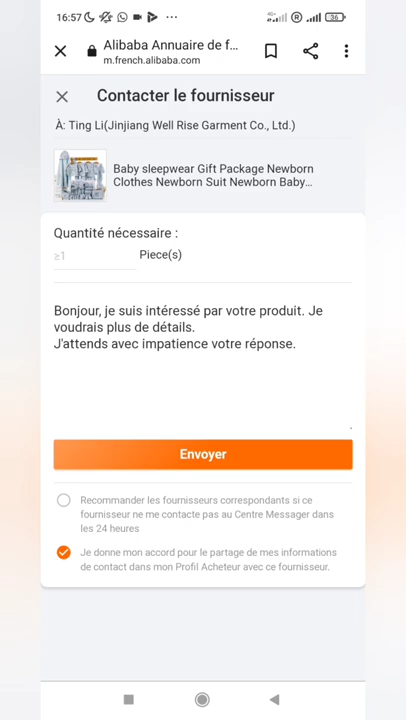 16:57
4G+
R
36
Alibaba Annuaire de f...
m.french.alibaba.com
Contacter le fournisseur
À: Ting Li(Jinjiang Well Rise Garment Co., Ltd.)
Baby sleepwear Gift Package Newborn
Clothes Newborn Suit Newborn Baby...
Quantité nécessaire :
≥1 Piece(s)
Bonjour, je suis intéressé par votre produit. Je
voudrais plus de détails.
J'attends avec impatience votre réponse.
Envoyer
Recommander les fournisseurs correspondants si ce
fournisseur ne me contacte pas au Centre Messager dans
les 24 heures
Je donne mon accord pour le partage de mes informations
de contact dans mon Profil Acheteur avec ce fournisseur.